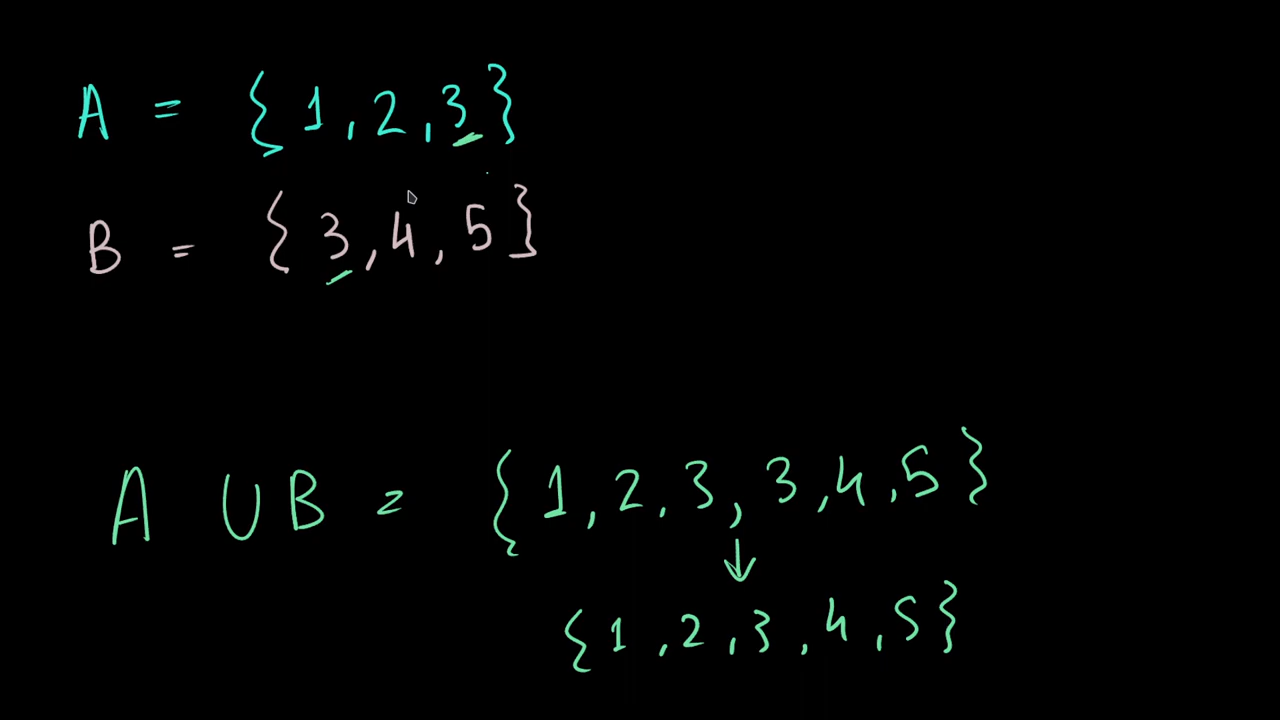 A = { 1 , 2 , 3 }
B = { 3 , 4 , 5 }
A ∪ B = { 1 , 2 , 3 , 3 , 4 , 5 }
↓
{ 1 , 2 , 3 , 4 , 5 }